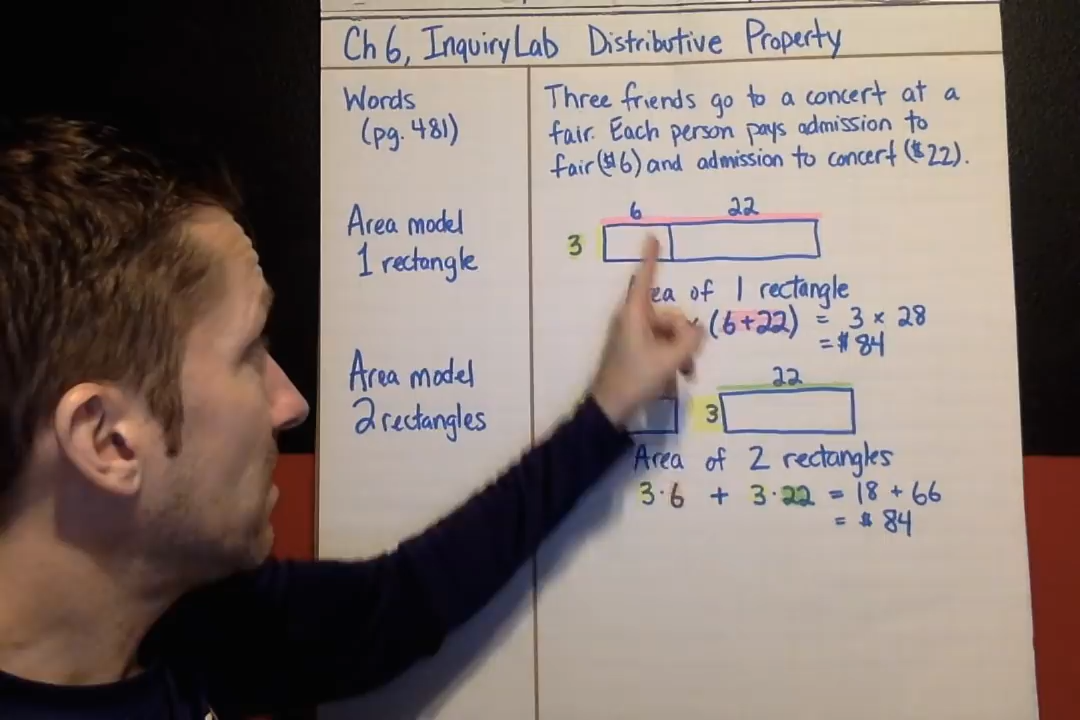 Ch 6, Inquiry Lab Distributive Property
Words
(pg. 481)
Three friends go to a concert at a
fair. Each person pays admission to
fair ($6) and admission to concert ($22).
Area model
1 rectangle
6 22
3
of 1 rectangle
(6+22) = 3 × 28
= $84
Area model
2 rectangles
22
3
Area of 2 rectangles
3·6 + 3·22 = 18 + 66
= $84